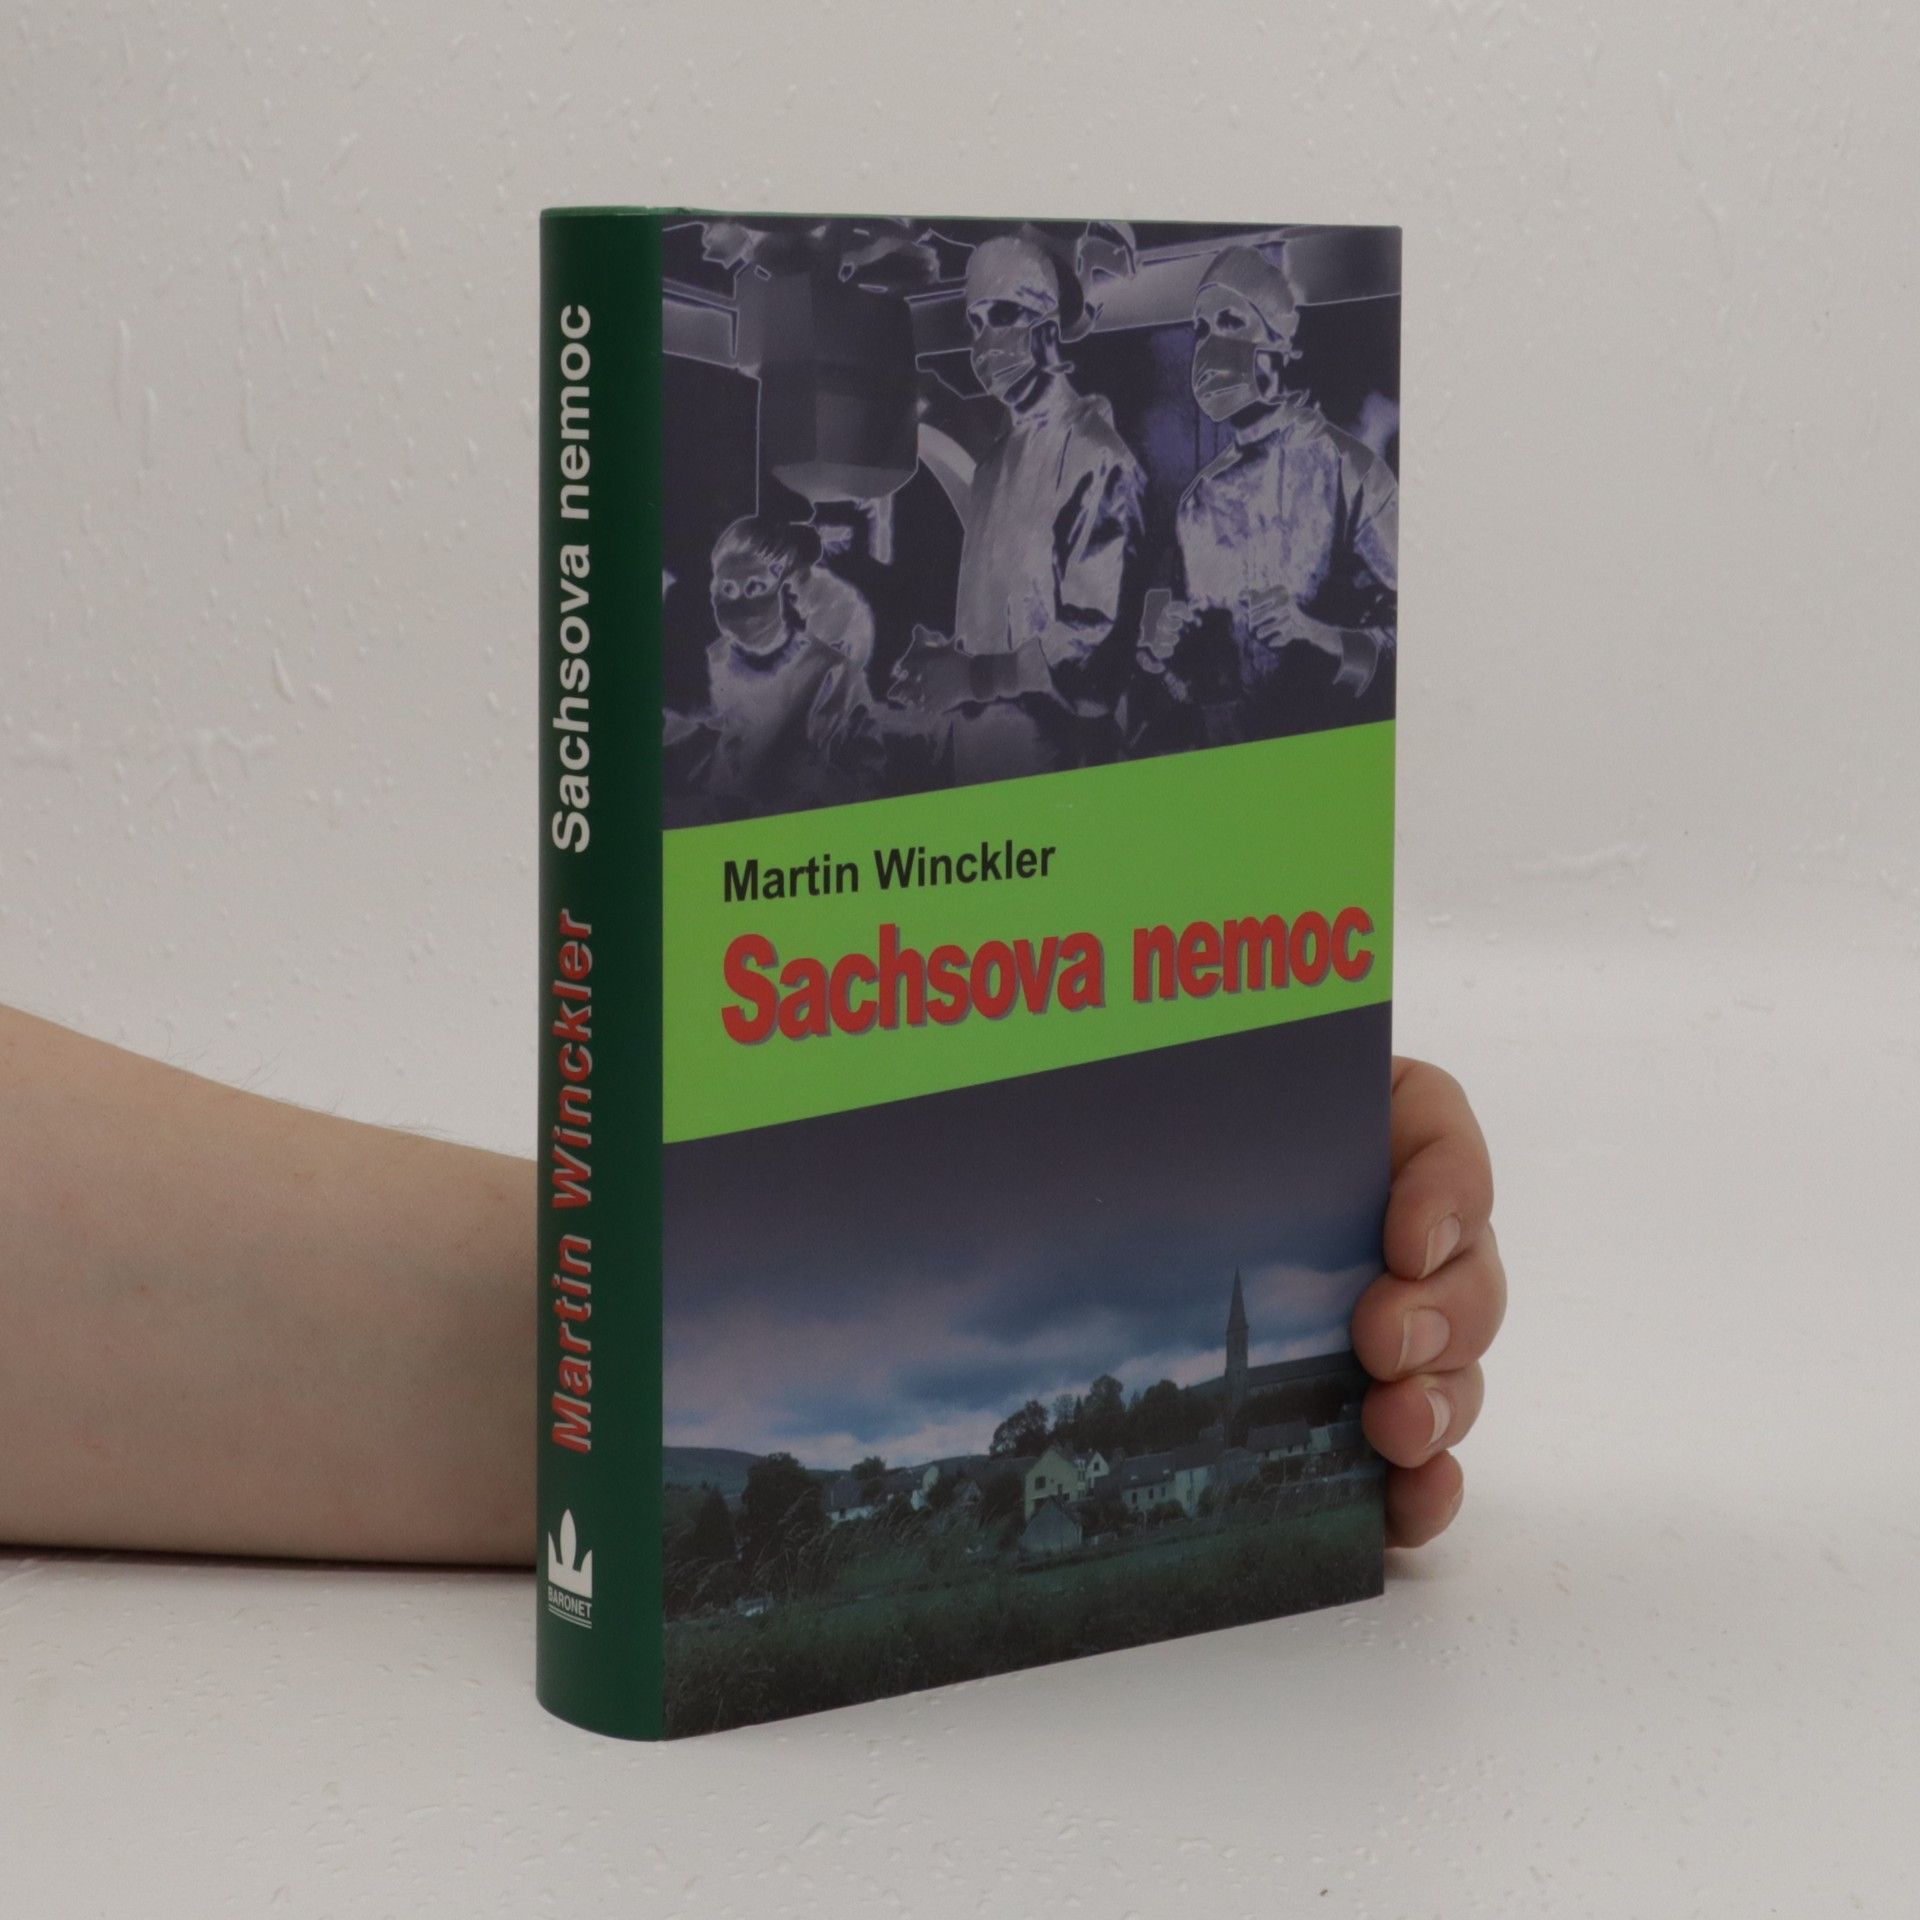 Martin Winckler Sachsova nemoc
BARONET
Martin Winckler
Sachsova nemoc